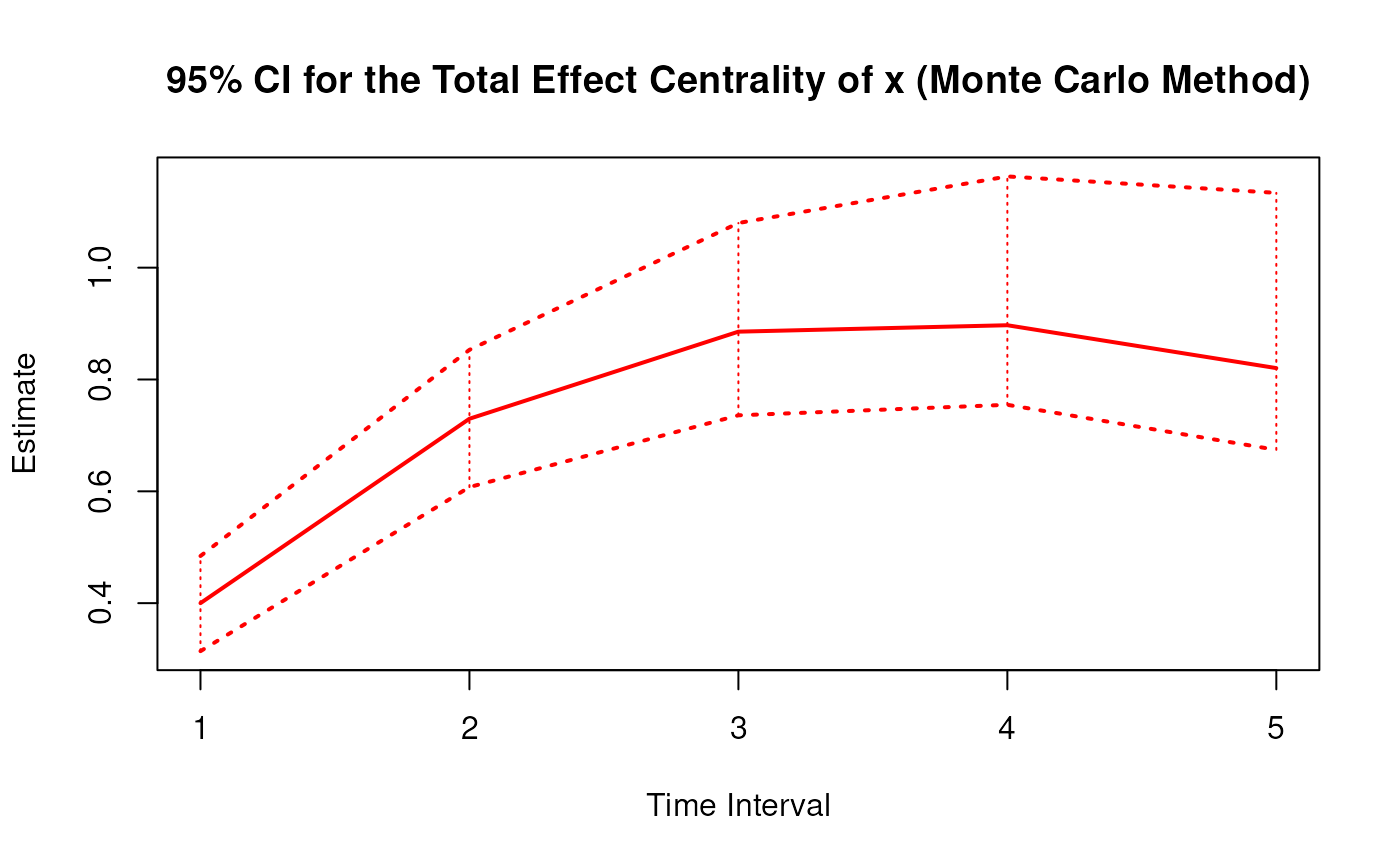 95% CI for the Total Effect Centrality of x (Monte Carlo Method)
Estimate
1.0
0.8
0.6
0.4
1 2 3 4 5
Time Interval